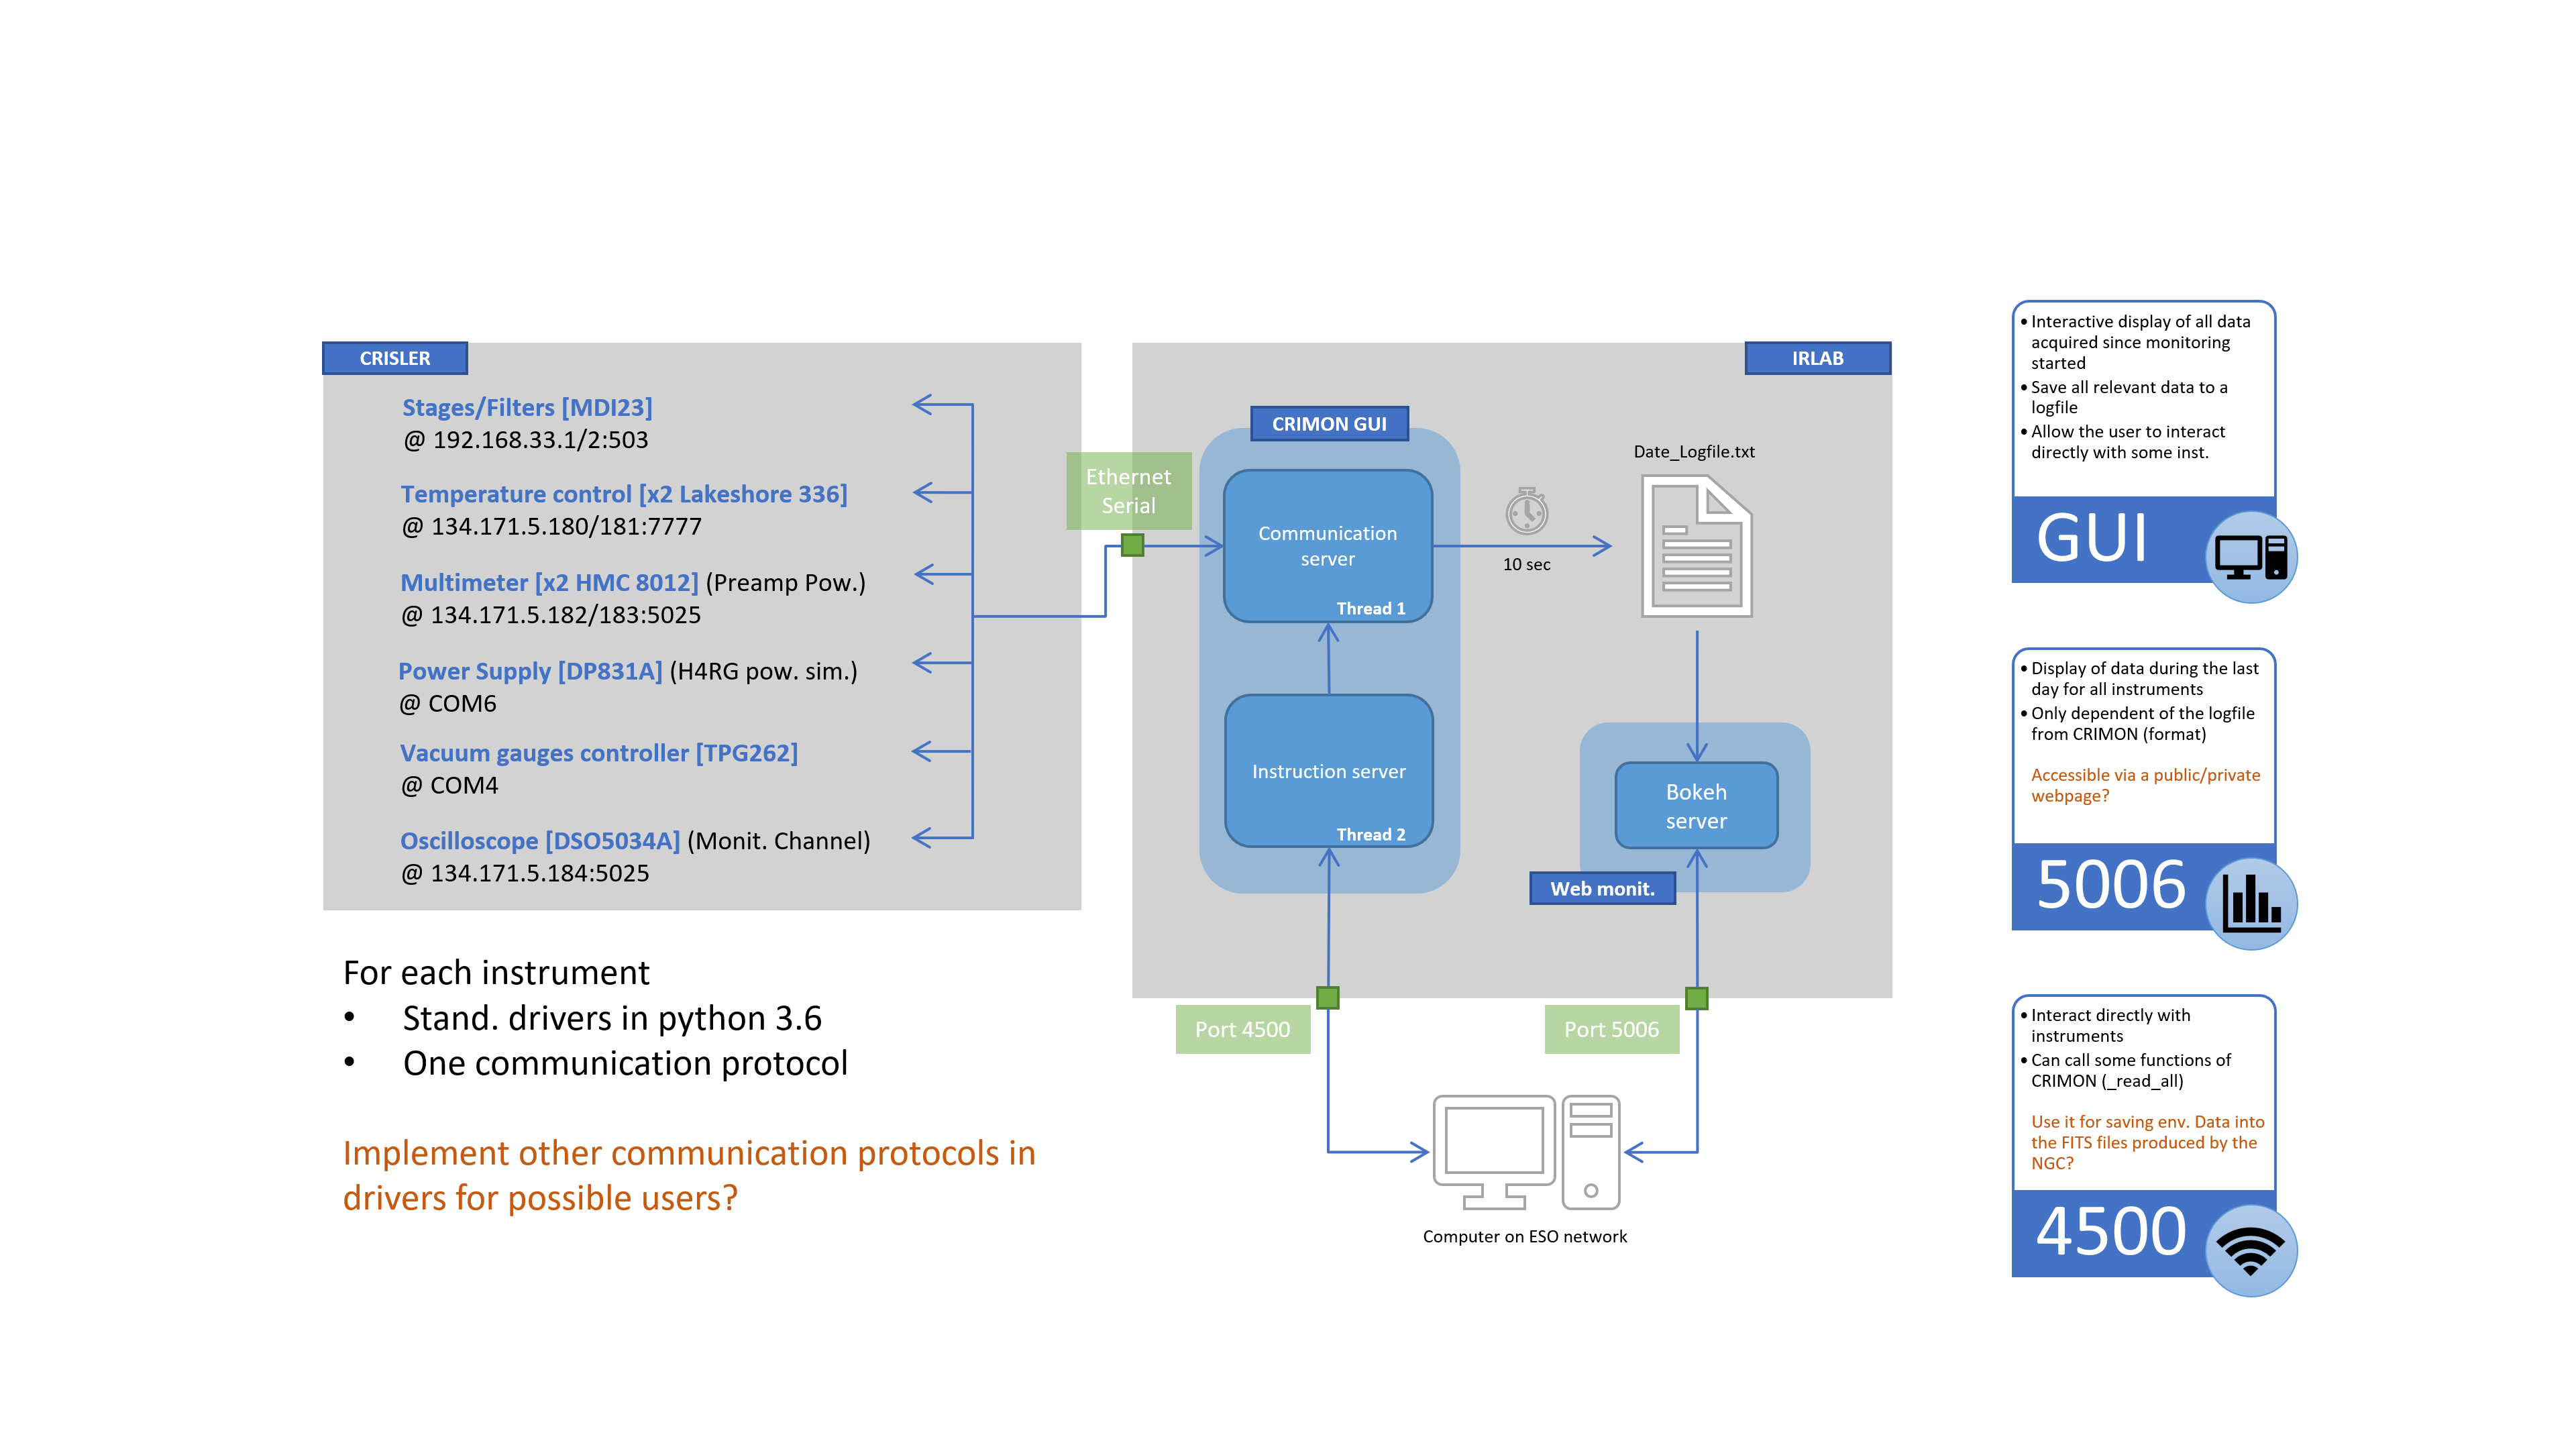 CRISLER
Stages/Filters [MDI23]
@ 192.168.33.1/2:503
Temperature control [x2 Lakeshore 336]
@ 134.171.5.180/181:7777
Multimeter [x2 HMC 8012] (Preamp Pow.)
@ 134.171.5.182/183:5025
Power Supply [DP831A] (H4RG pow. sim.)
@ COM6
Vacuum gauges controller [TPG262]
@ COM4
Oscilloscope [DSO5034A] (Monit. Channel)
@ 134.171.5.184:5025
For each instrument
• Stand. drivers in python 3.6
• One communication protocol
Implement other communication protocols in
drivers for possible users?
Ethernet
Serial
IRLAB
CRIMON GUI
Communication
server
Thread 1
Instruction server
Thread 2
10 sec
Date_Logfile.txt
Bokeh
server
Web monit.
Port 4500
Port 5006
Computer on ESO network
• Interactive display of all data
acquired since monitoring
started
• Save all relevant data to a
logfile
• Allow the user to interact
directly with some inst.
GUI
• Display of data during the last
day for all instruments
• Only dependent of the logfile
from CRIMON (format)
Accessible via a public/private
webpage?
5006
• Interact directly with
instruments
• Can call some functions of
CRIMON (_read_all)
Use it for saving env. Data into
the FITS files produced by the
NGC?
4500